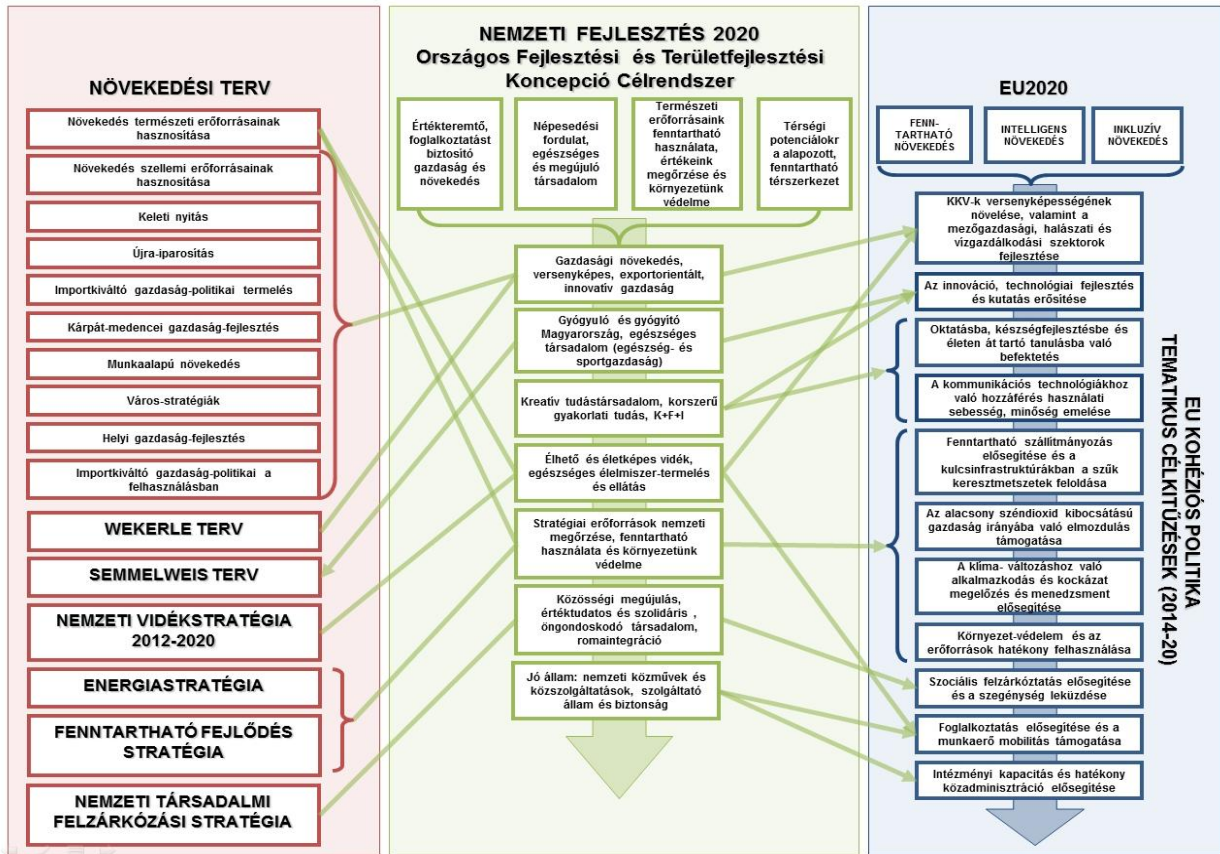 NÖVEKEDÉSI TERV
Növekedés természeti erőforrásainak
hasznosítása
Növekedés szellemi erőforrásainak
hasznosítása
Keleti nyitás
Újra-iparosítás
Importkiváltó gazdaság-politikai termelés
Kárpát-medencei gazdaság-fejlesztés
Munkaalapú növekedés
Város-stratégiák
Helyi gazdaság-fejlesztés
Importkiváltó gazdaság-politikai a
felhasználásban
WEKERLE TERV
SEMMELWEIS TERV
NEMZETI VIDÉKSTRATÉGIA
2012-2020
ENERGIASTRATÉGIA
FENNTARTHATÓ FEJLŐDÉS
STRATÉGIA
NEMZETI TÁRSADALMI
FELZÁRKÓZÁSI STRATÉGIA
NEMZETI FEJLESZTÉS 2020
Országos Fejlesztési és Területfejlesztési
Koncepció Célrendszer
Értékteremtő,
foglalkoztatást
biztosító
gazdaság és
növekedés
Népesedési
fordulat,
egészséges
és megújuló
társadalom
Természeti
erőforrásaink
fenntartható
használata,
értékeink
megőrzése és
környezetünk
védelme
Térségi
potenciálokr
a alapozott,
fenntartható
térszerkezet
Gazdasági növekedés,
versenyképes, exportorientált,
innovatív gazdaság
Gyógyuló és gyógyító
Magyarország, egészséges
társadalom (egészség- és
sportgazdaság)
Kreatív tudástársadalom, korszerű
gyakorlati tudás, K+F+I
Élhető és életképes vidék,
egészséges élelmiszer-termelés
és ellátás
Stratégiai erőforrások nemzeti
megőrzése, fenntartható
használata és környezetünk
védelme
Közösségi megújulás,
értéktudatos és szolidáris ,
öngondoskodó társadalom,
romaintegráció
Jó állam: nemzeti közművek és
közszolgáltatások, szolgáltató
állam és biztonság
EU2020
FENN-
TARTHATÓ
NÖVEKEDÉS
INTELLIGENS
NÖVEKEDÉS
INKLUZÍV
NÖVEKEDÉS
KKV-k versenyképességének
növelése, valamint a
mezőgazdasági, halászati és
vízgazdálkodási szektorok
fejlesztése
Az innováció, technológiai fejlesztés
és kutatás erősítése
Oktatásba, készségfejlesztésbe és
életen át tartó tanulásba való
befektetés
A kommunikációs technológiákhoz
való hozzáférés használati
sebesség, minőség emelése
Fenntartható szállítmányozás
elősegítése és a
kulcsinfrastruktúrákban a szűk
keresztmetszetek feloldása
Az alacsony széndioxid kibocsátású
gazdaság irányába való elmozdulás
támogatása
A klíma- változáshoz való
alkalmazkodás és kockázat
megelőzés és menedzsment
elősegítése
Környezet-védelem és az
erőforrások hatékony felhasználása
Szociális felzárkóztatás elősegítése
és a szegénység leküzdése
Foglalkoztatás elősegítése és a
munkaerő mobilitás támogatása
Intézményi kapacitás és hatékony
közadminisztráció elősegítése
EU KOHÉZIÓS POLITIKA
TEMATIKUS CÉLKITŰZÉSEK (2014-20)